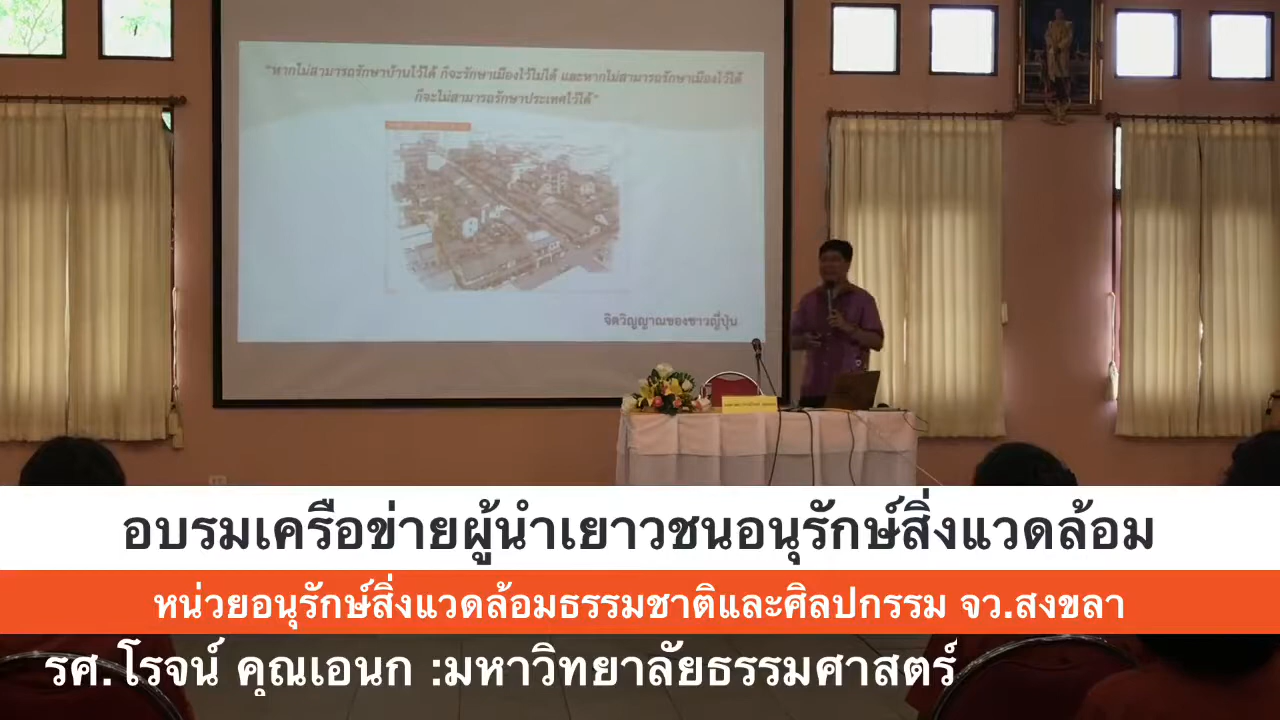 "หากไม่สามารถรักษาบ้านไว้ได้ ก็จะรักษาเมืองไว้ไม่ได้ และหากไม่สามารถรักษาเมืองไว้ได้
ก็จะไม่สามารถรักษาประเทศไว้ได้"
จิตวิญญาณของชาวญี่ปุ่น
อบรมเครือข่ายผู้นำเยาวชนอนุรักษ์สิ่งแวดล้อม
หน่วยอนุรักษ์สิ่งแวดล้อมธรรมชาติและศิลปกรรม จว.สงขลา
รศ.โรจน์ คุณเอนก :มหาวิทยาลัยธรรมศาสตร์